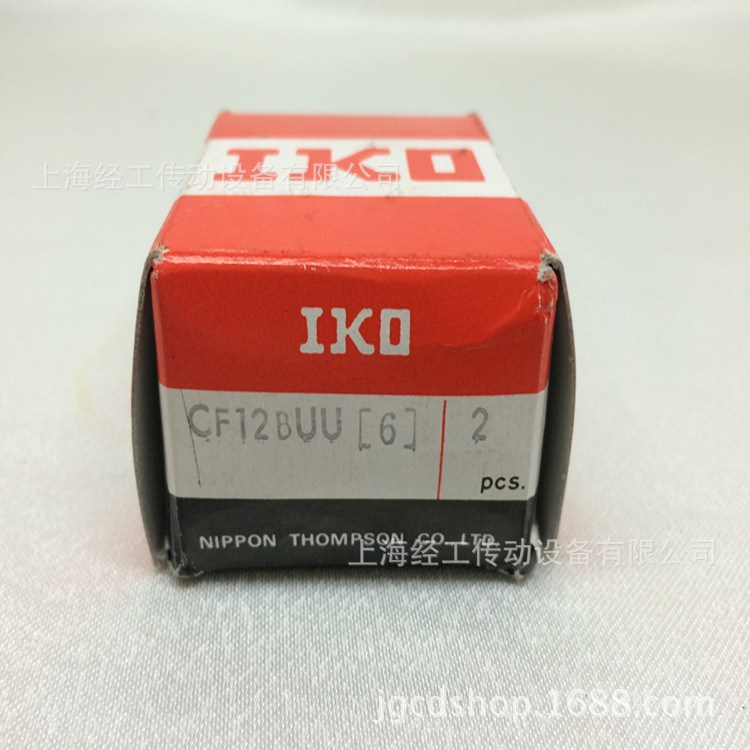 IKO
上海经工传动设备有限公司
IKO
CF12BUU [6] 2
pcs.
NIPPON THOMPSON CO.,LTD.
上海经工传动设备有限公司
jgcdshop.1688.com